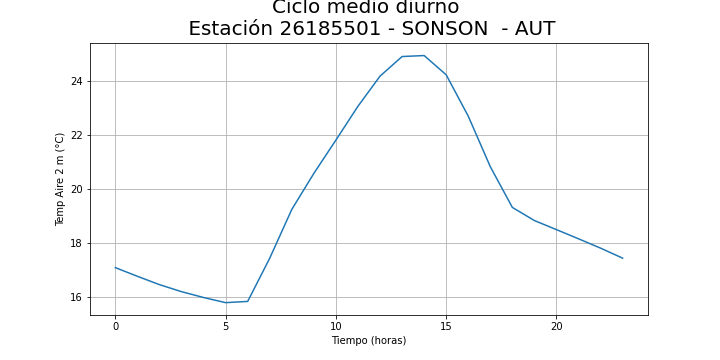 Ciclo medio diurno
Estación 26185501 - SONSON  - AUT
24
22
20
18
16
Temp Aire 2 m (°C)
0 5 10 15 20
Tiempo (horas)